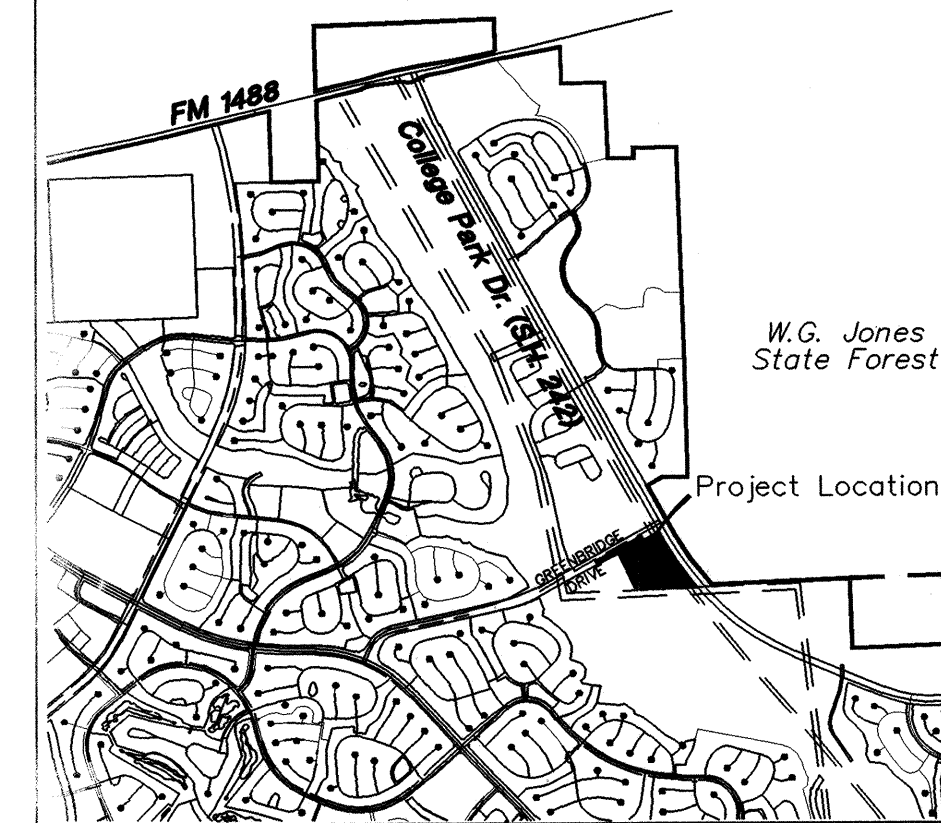 FM 1488
College Park Dr. (S.H. 242)
W.G. Jones
State Forest
Project Location
GREENBRIDGE
DRIVE